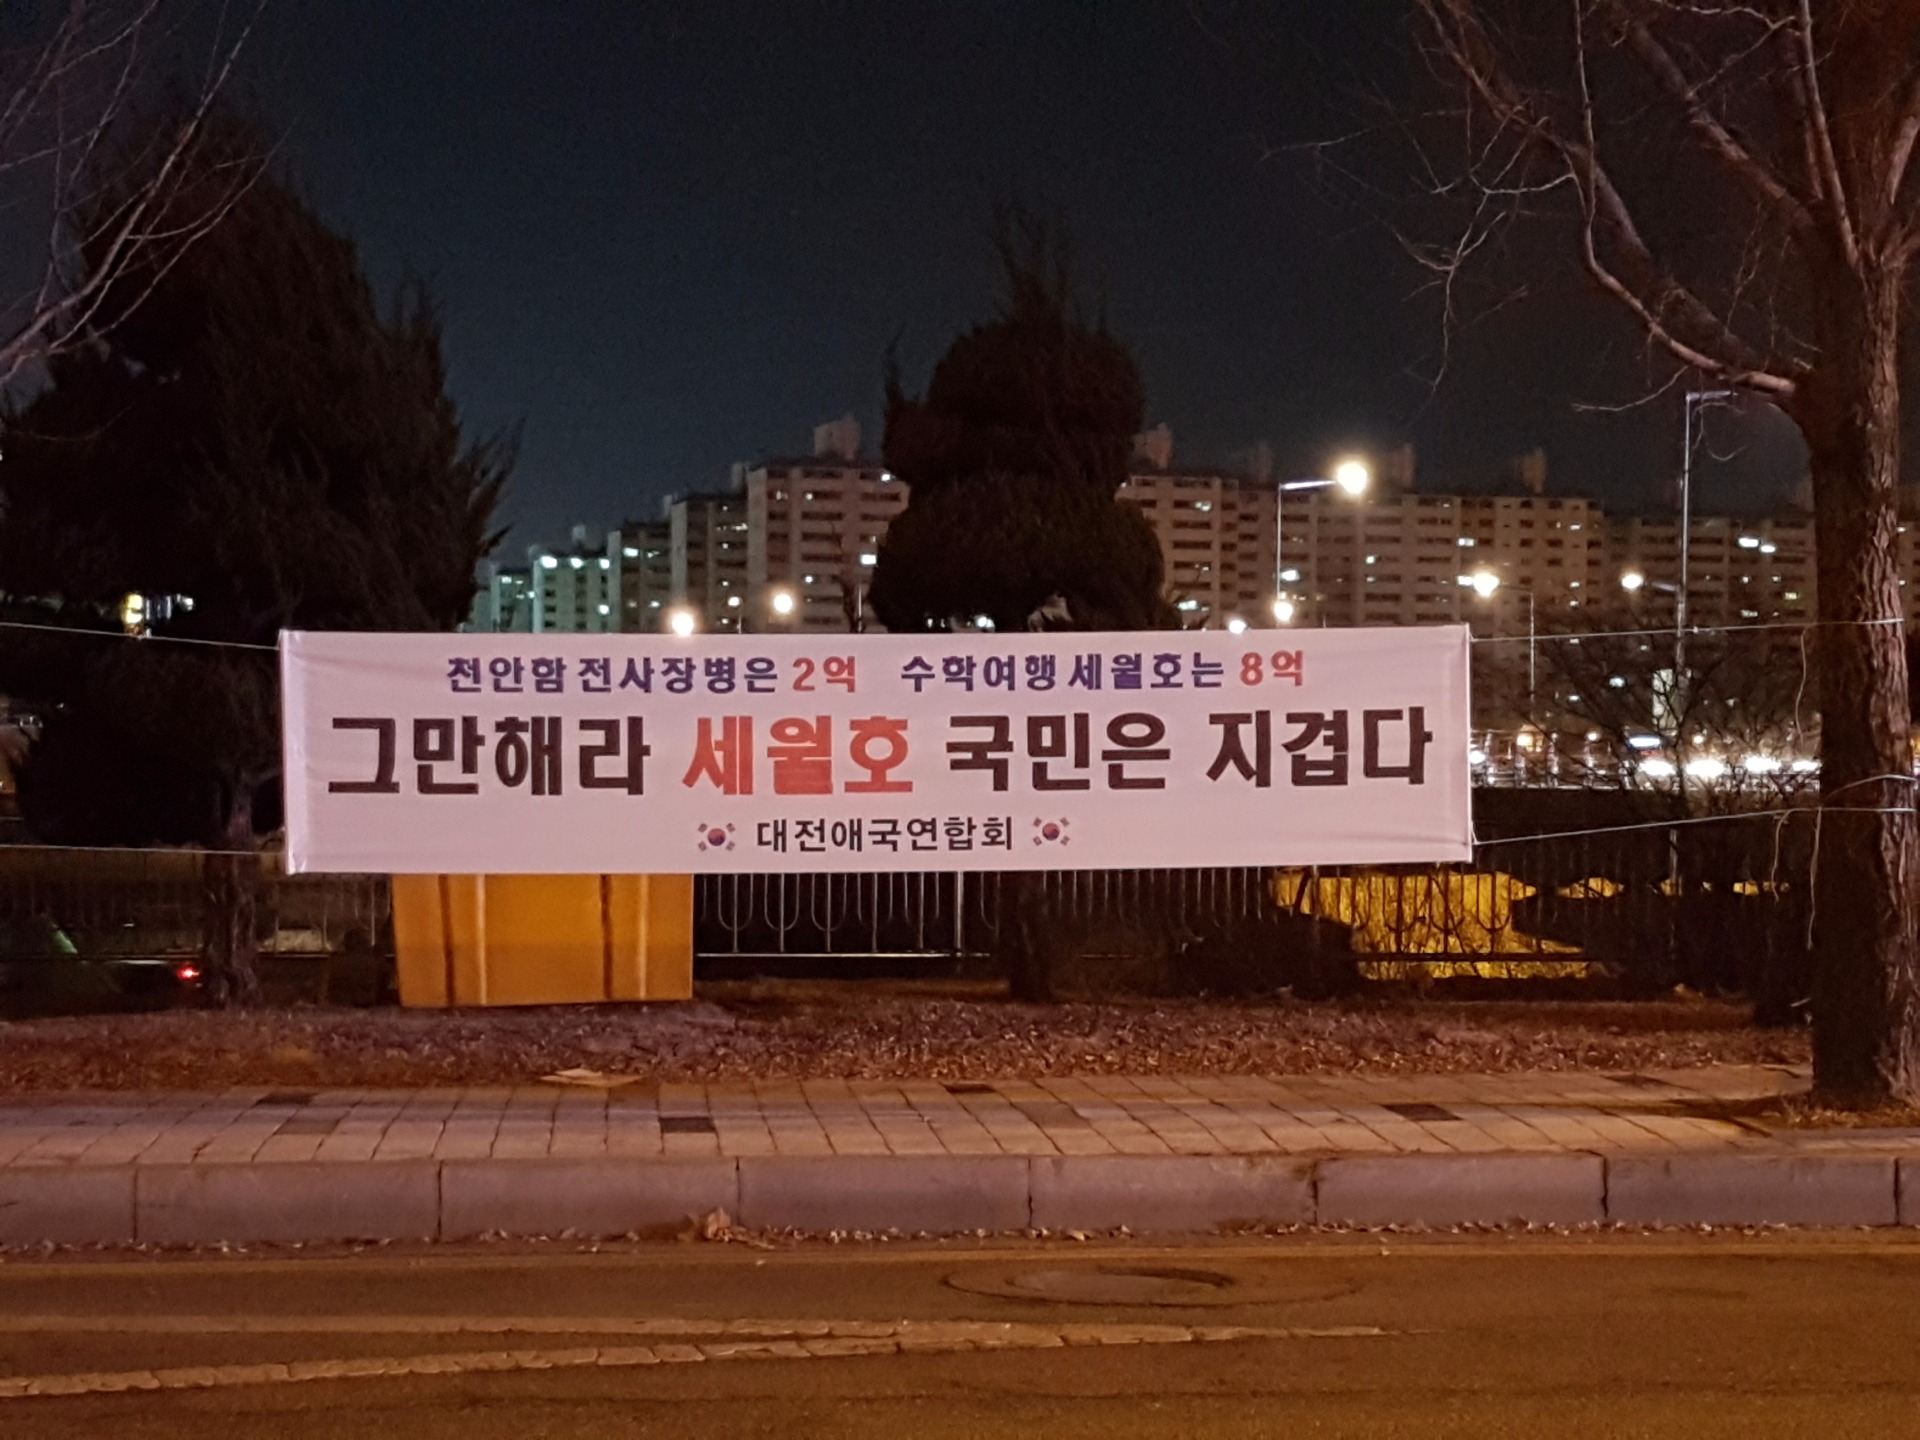 천안함 전사장병은 2억 수학여행 세월호는 8억
그만해라 세월호 국민은 지겹다
대전애국연합회